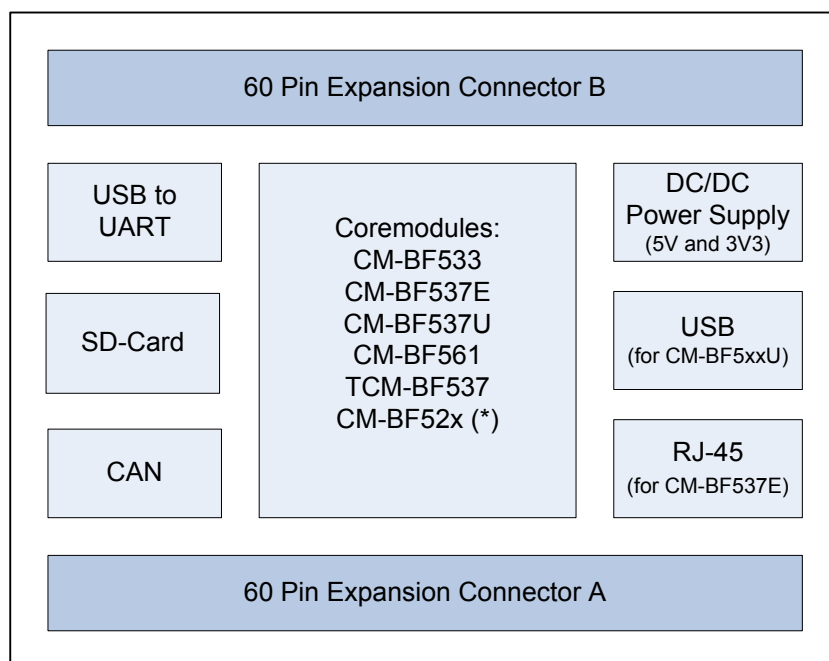 60 Pin Expansion Connector B
USB to
UART
Coremodules:
CM-BF533
CM-BF537E
CM-BF537U
CM-BF561
TCM-BF537
CM-BF52x (*)
DC/DC
Power Supply
(5V and 3V3)
SD-Card
USB
(for CM-BF5xxU)
CAN
RJ-45
(for CM-BF537E)
60 Pin Expansion Connector A